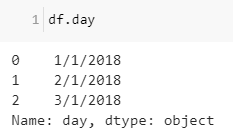 1 df.day
0 1/1/2018
1 2/1/2018
2 3/1/2018
Name: day, dtype: object